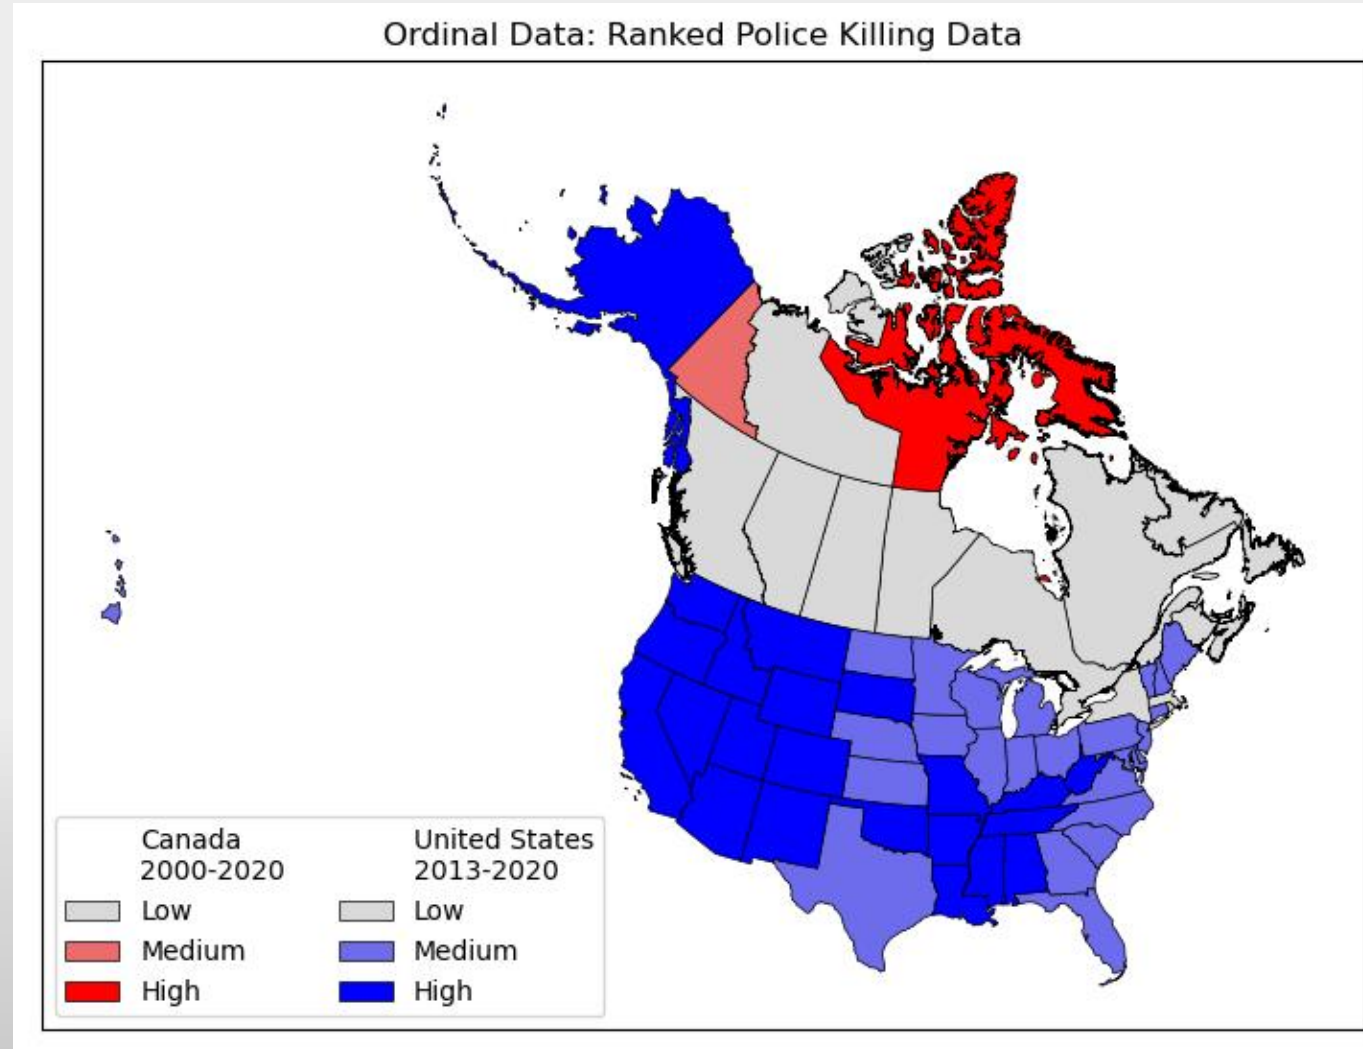 Ordinal Data: Ranked Police Killing Data
Canada
2000-2020
Low
Medium
High
United States
2013-2020
Low
Medium
High